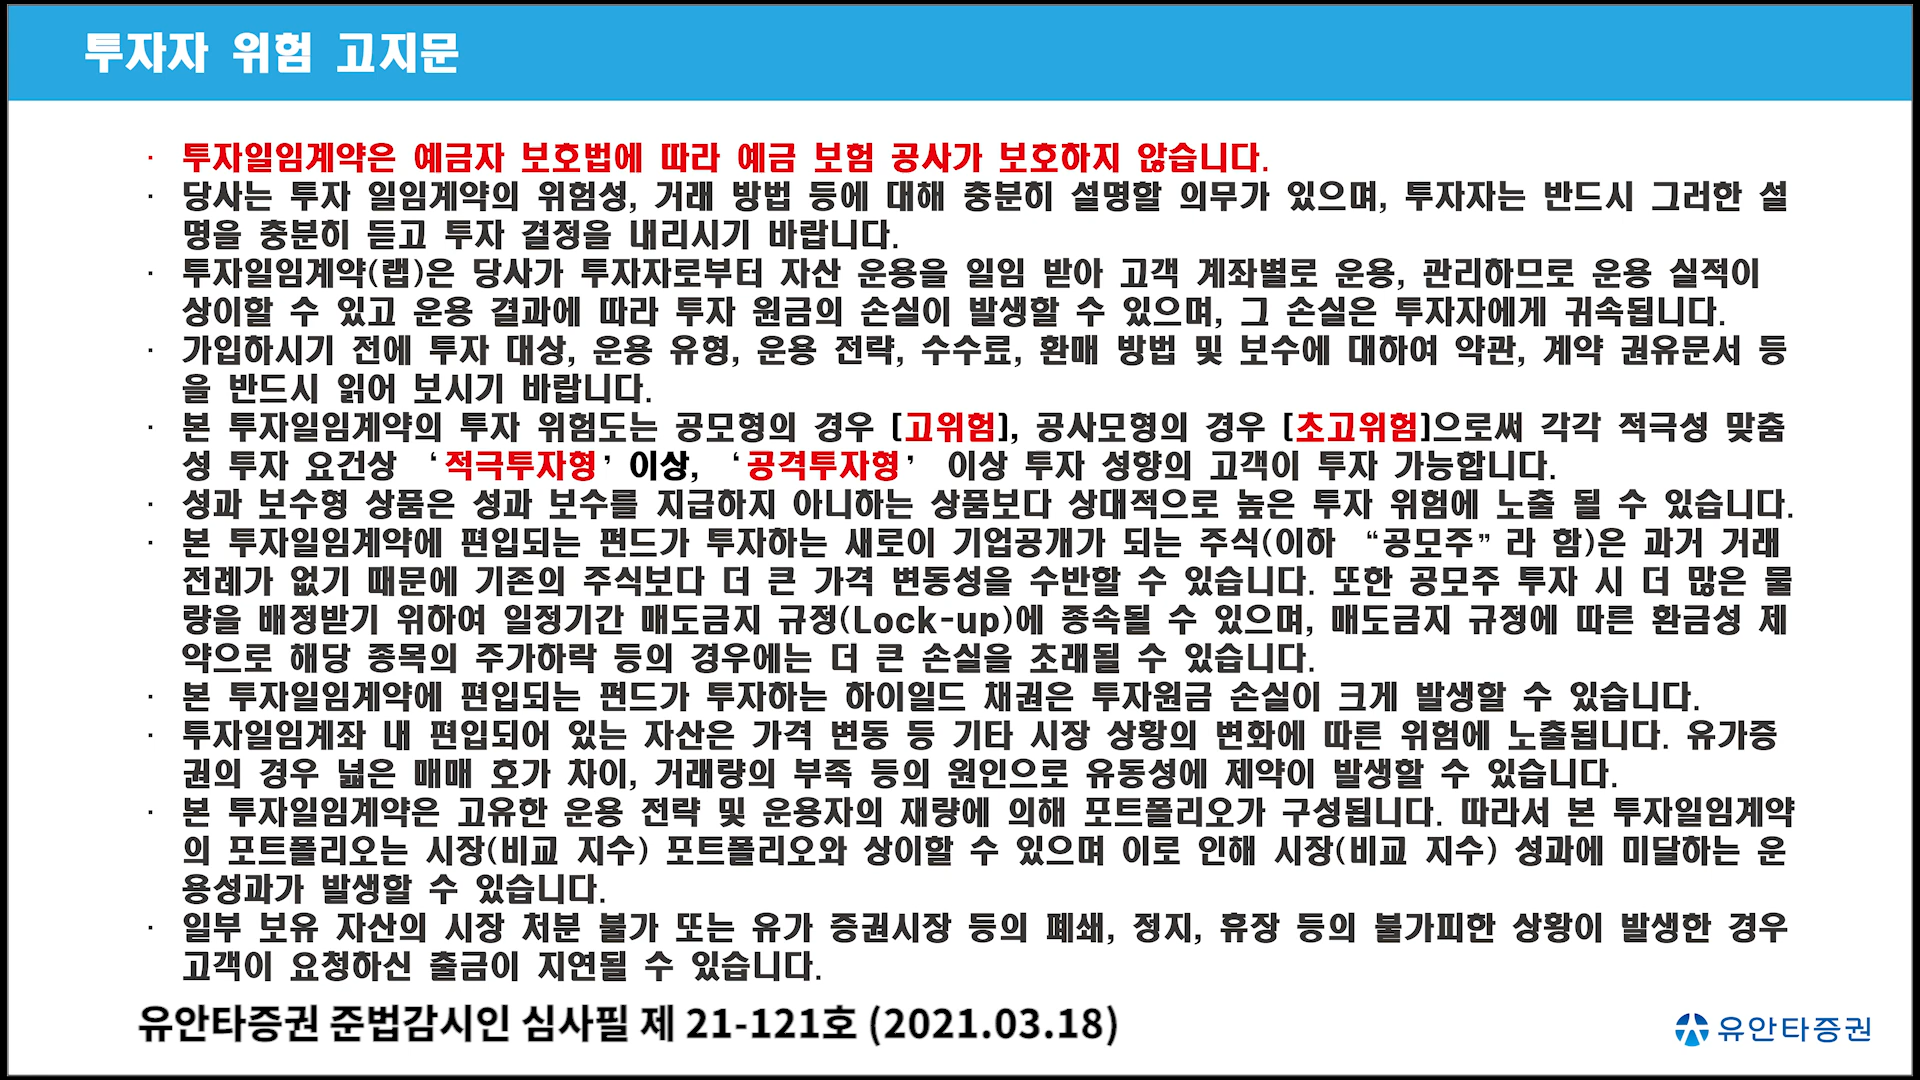 투자자 위험 고지문
· 투자일임계약은 예금자 보호법에 따라 예금 보험 공사가 보호하지 않습니다.
· 당사는 투자 일임계약의 위험성, 거래 방법 등에 대해 충분히 설명할 의무가 있으며, 투자자는 반드시 그러한 설
명을 충분히 듣고 투자 결정을 내리시기 바랍니다.
· 투자일임계약(랩)은 당사가 투자자로부터 자산 운용을 일임 받아 고객 계좌별로 운용, 관리하므로 운용 실적이
상이할 수 있고 운용 결과에 따라 투자 원금의 손실이 발생할 수 있으며, 그 손실은 투자자에게 귀속됩니다.
· 가입하시기 전에 투자 대상, 운용 유형, 운용 전략, 수수료, 환매 방법 및 보수에 대하여 약관, 계약 권유문서 등
을 반드시 읽어 보시기 바랍니다.
· 본 투자일임계약의 투자 위험도는 공모형의 경우 [고위험], 공사모형의 경우 [초고위험]으로써 각각 적극성 맞춤
성 투자 요건상 ‘적극투자형’이상, ‘공격투자형’ 이상 투자 성향의 고객이 투자 가능합니다.
· 성과 보수형 상품은 성과 보수를 지급하지 아니하는 상품보다 상대적으로 높은 투자 위험에 노출 될 수 있습니다.
· 본 투자일임계약에 편입되는 펀드가 투자하는 새로이 기업공개가 되는 주식(이하 “공모주”라 함)은 과거 거래
전례가 없기 때문에 기존의 주식보다 더 큰 가격 변동성을 수반할 수 있습니다. 또한 공모주 투자 시 더 많은 물
량을 배정받기 위하여 일정기간 매도금지 규정(Lock-up)에 종속될 수 있으며, 매도금지 규정에 따른 환금성 제
약으로 해당 종목의 주가하락 등의 경우에는 더 큰 손실을 초래될 수 있습니다.
· 본 투자일임계약에 편입되는 펀드가 투자하는 하이일드 채권은 투자원금 손실이 크게 발생할 수 있습니다.
· 투자일임계좌 내 편입되어 있는 자산은 가격 변동 등 기타 시장 상황의 변화에 따른 위험에 노출됩니다. 유가증
권의 경우 넓은 매매 호가 차이, 거래량의 부족 등의 원인으로 유동성에 제약이 발생할 수 있습니다.
· 본 투자일임계약은 고유한 운용 전략 및 운용자의 재량에 의해 포트폴리오가 구성됩니다. 따라서 본 투자일임계약
의 포트폴리오는 시장(비교 지수) 포트폴리오와 상이할 수 있으며 이로 인해 시장(비교 지수) 성과에 미달하는 운
용성과가 발생할 수 있습니다.
· 일부 보유 자산의 시장 처분 불가 또는 유가 증권시장 등의 폐쇄, 정지, 휴장 등의 불가피한 상황이 발생한 경우
고객이 요청하신 출금이 지연될 수 있습니다.
유안타증권 준법감시인 심사필 제 21-121호 (2021.03.18)
유안타증권